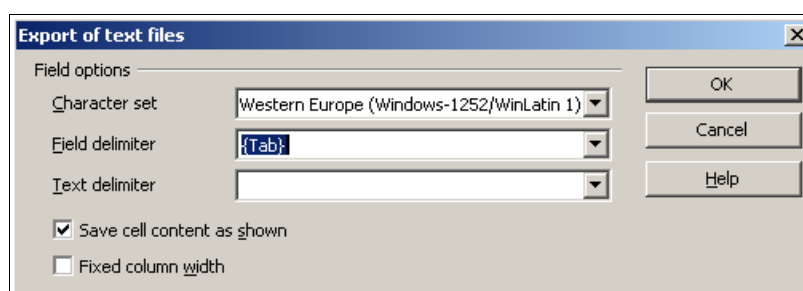 Export of text files
Field options
OK
Character set Western Europe (Windows-1252/WinLatin 1)
Cancel
Field delimiter {Tab}
Text delimiter
Help
Save cell content as shown
Fixed column width